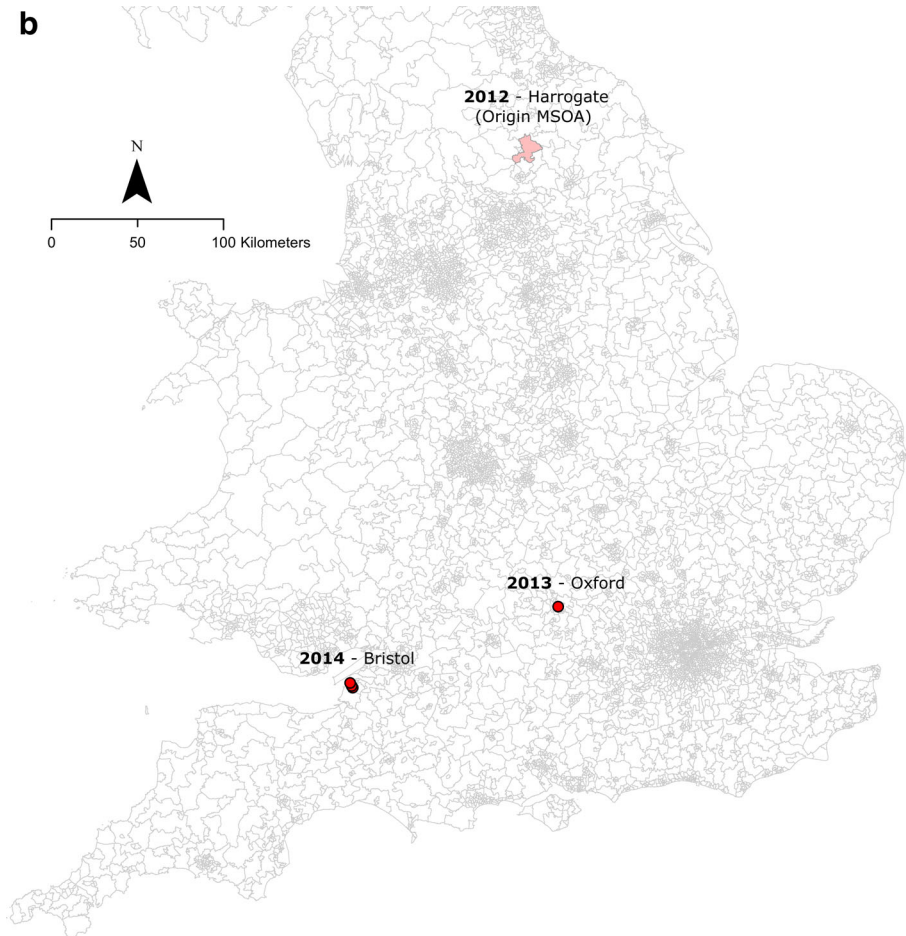 b
2012 - Harrogate
(Origin MSOA)
N
0 50 100 Kilometers
2013 - Oxford
2014 - Bristol